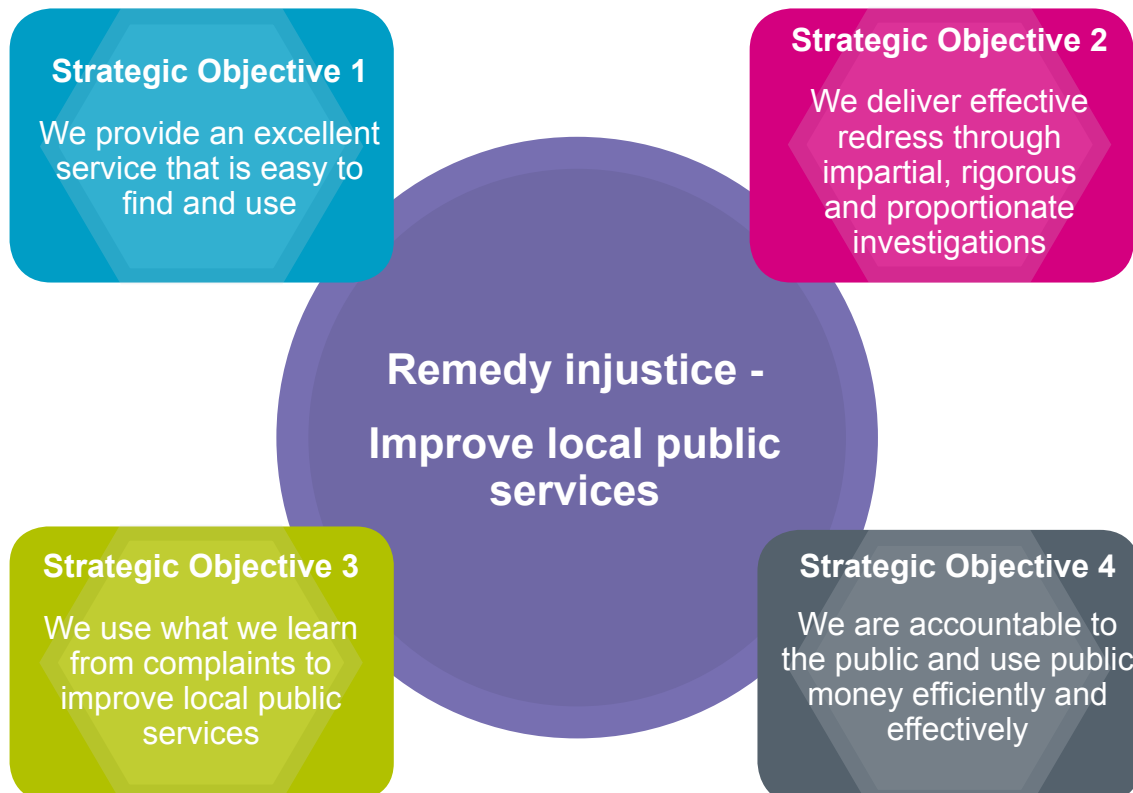 Strategic Objective 1
We provide an excellent
service that is easy to
find and use
Strategic Objective 2
We deliver effective
redress through
impartial, rigorous
and proportionate
investigations
Remedy injustice -
Improve local public
services
Strategic Objective 3
We use what we learn
from complaints to
improve local public
services
Strategic Objective 4
We are accountable to
the public and use public
money efficiently and
effectively